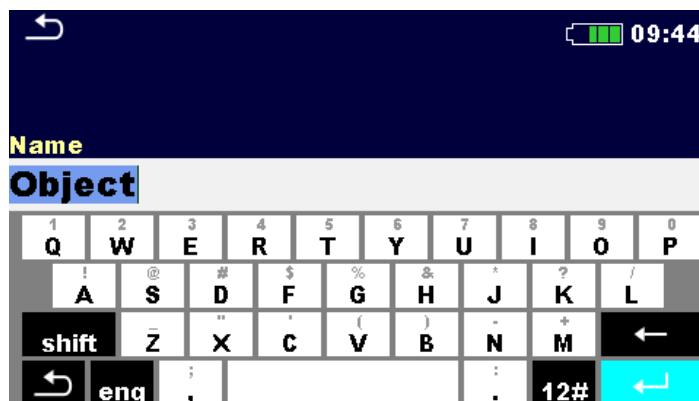 09:44
Name
Object
1 2 3 4 5 6 7 8 9 0
Q W E R T Y U I O P
! @ # $ % & * ? /
A S D F G H J K L
_ " ' ( ) - +
shift Z X C V B N M
; :
eng , . 12#